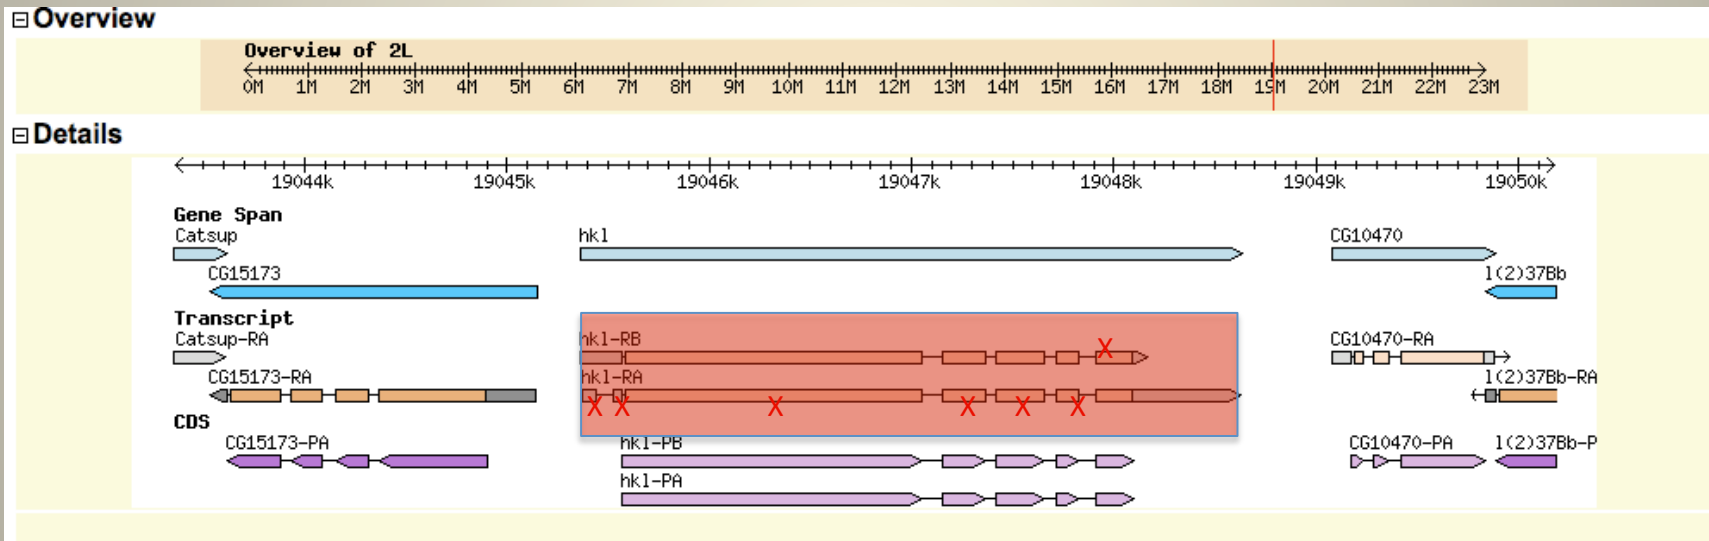 Overview
Overview of 2L
0M 1M 2M 3M 4M 5M 6M 7M 8M 9M 10M 11M 12M 13M 14M 15M 16M 17M 18M 19M 20M 21M 22M 23M
Details
19044k 19045k 19046k 19047k 19048k 19049k 19050k
Gene Span
Catsup hkl CG10470
CG15173 l(2)37Bb
Transcript
Catsup-RA hkl-RB X CG10470-RA
CG15173-RA hkl-RA l(2)37Bb-RA
X X X X X X
CDS
CG15173-PA hkl-PB CG10470-PA l(2)37Bb-P
hkl-PA